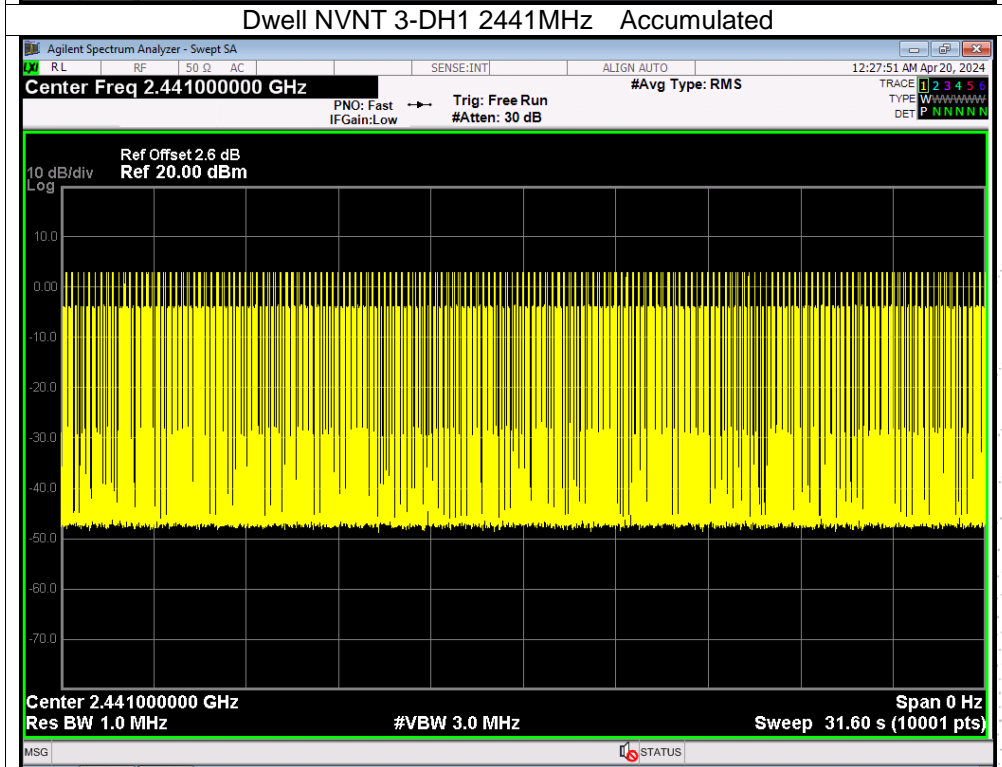 Dwell NVNT 3-DH1 2441MHz Accumulated
Agilent Spectrum Analyzer - Swept SA
LXI RL RF 50 Ω AC SENSE:INT ALIGN AUTO 12:27:51 AM Apr 20, 2024
Center Freq 2.441000000 GHz #Avg Type: RMS TRACE 1 2 3 4 5 6
PNO: Fast Trig: Free Run TYPE WWWWWW
IFGain:Low #Atten: 30 dB DET P N N N N N
Ref Offset 2.6 dB
10 dB/div Ref 20.00 dBm
Log
10.0
0.00
-10.0
-20.0
-30.0
-40.0
-50.0
-60.0
-70.0
Center 2.441000000 GHz Span 0 Hz
Res BW 1.0 MHz #VBW 3.0 MHz Sweep 31.60 s (10001 pts)
MSG STATUS